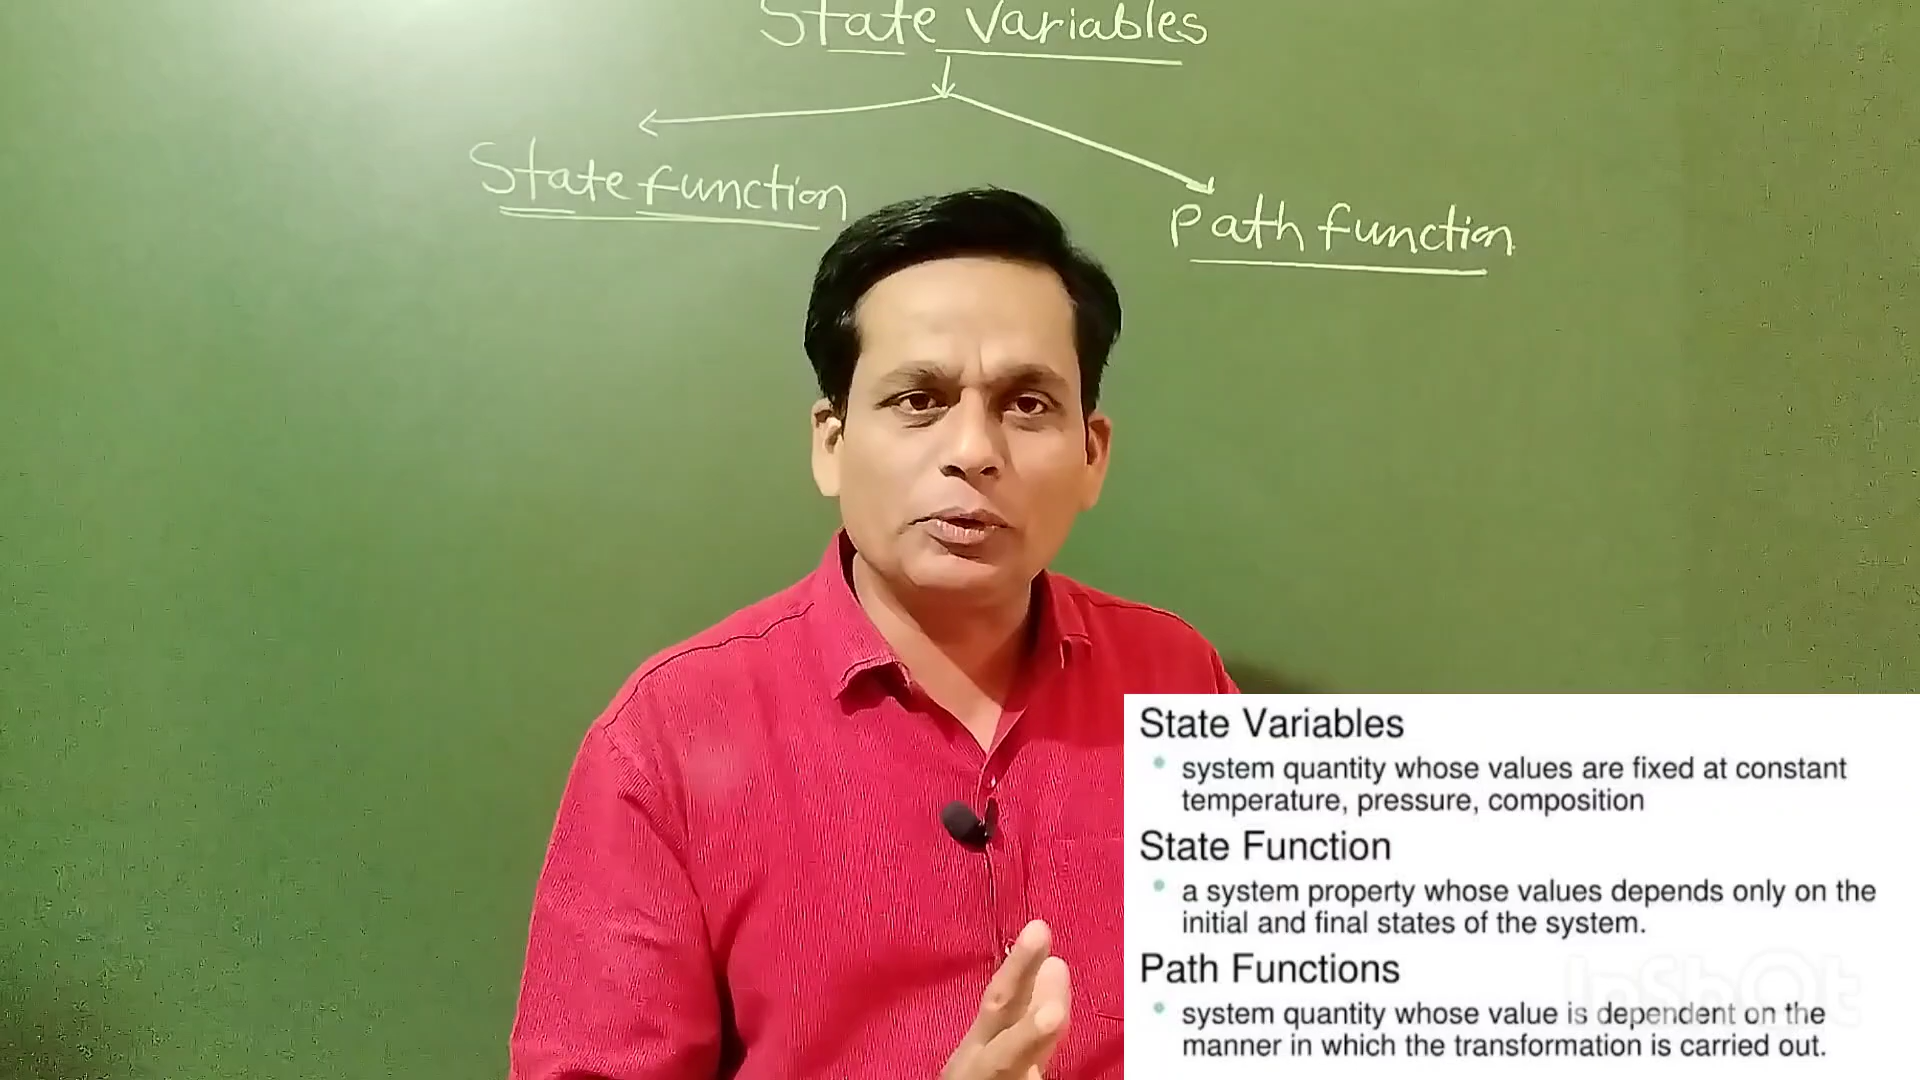 State Variables
State function
Path function
State Variables
system quantity whose values are fixed at constant
temperature, pressure, composition
State Function
a system property whose values depends only on the
initial and final states of the system.
Path Functions
system quantity whose value is dependent on the
manner in which the transformation is carried out.
InShOt